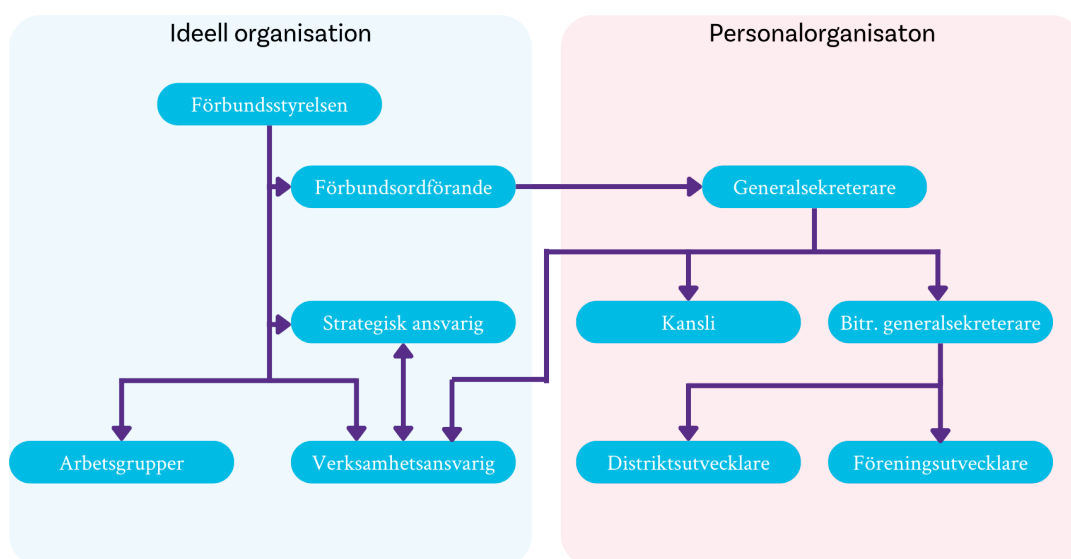 Ideell organisation
Personalorganisaton
Förbundsstyrelsen
Förbundsordförande
Generalsekreterare
Strategisk ansvarig
Kansli
Bitr. generalsekreterare
Arbetsgrupper
Verksamhetsansvarig
Distriktsutvecklare
Föreningsutvecklare